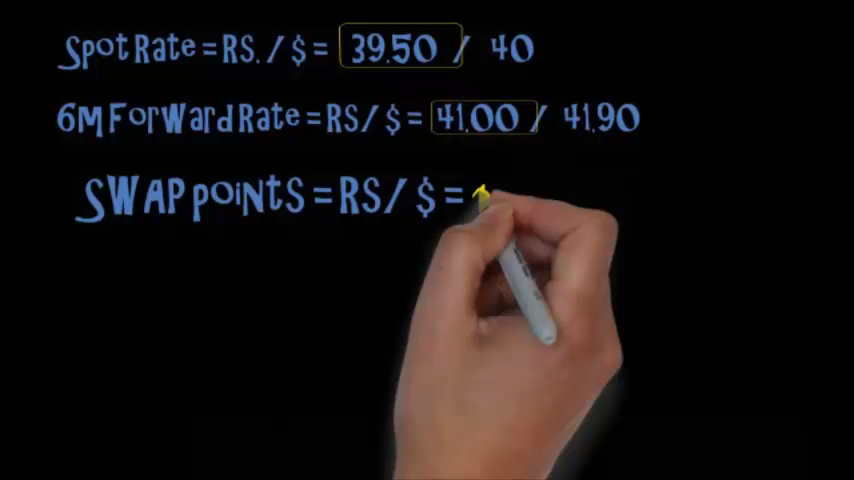 Spot Rate = RS. / $ = 39.50 / 40
6M Forward Rate = RS / $ = 41.00 / 41.90
SWAP points = RS / $ =